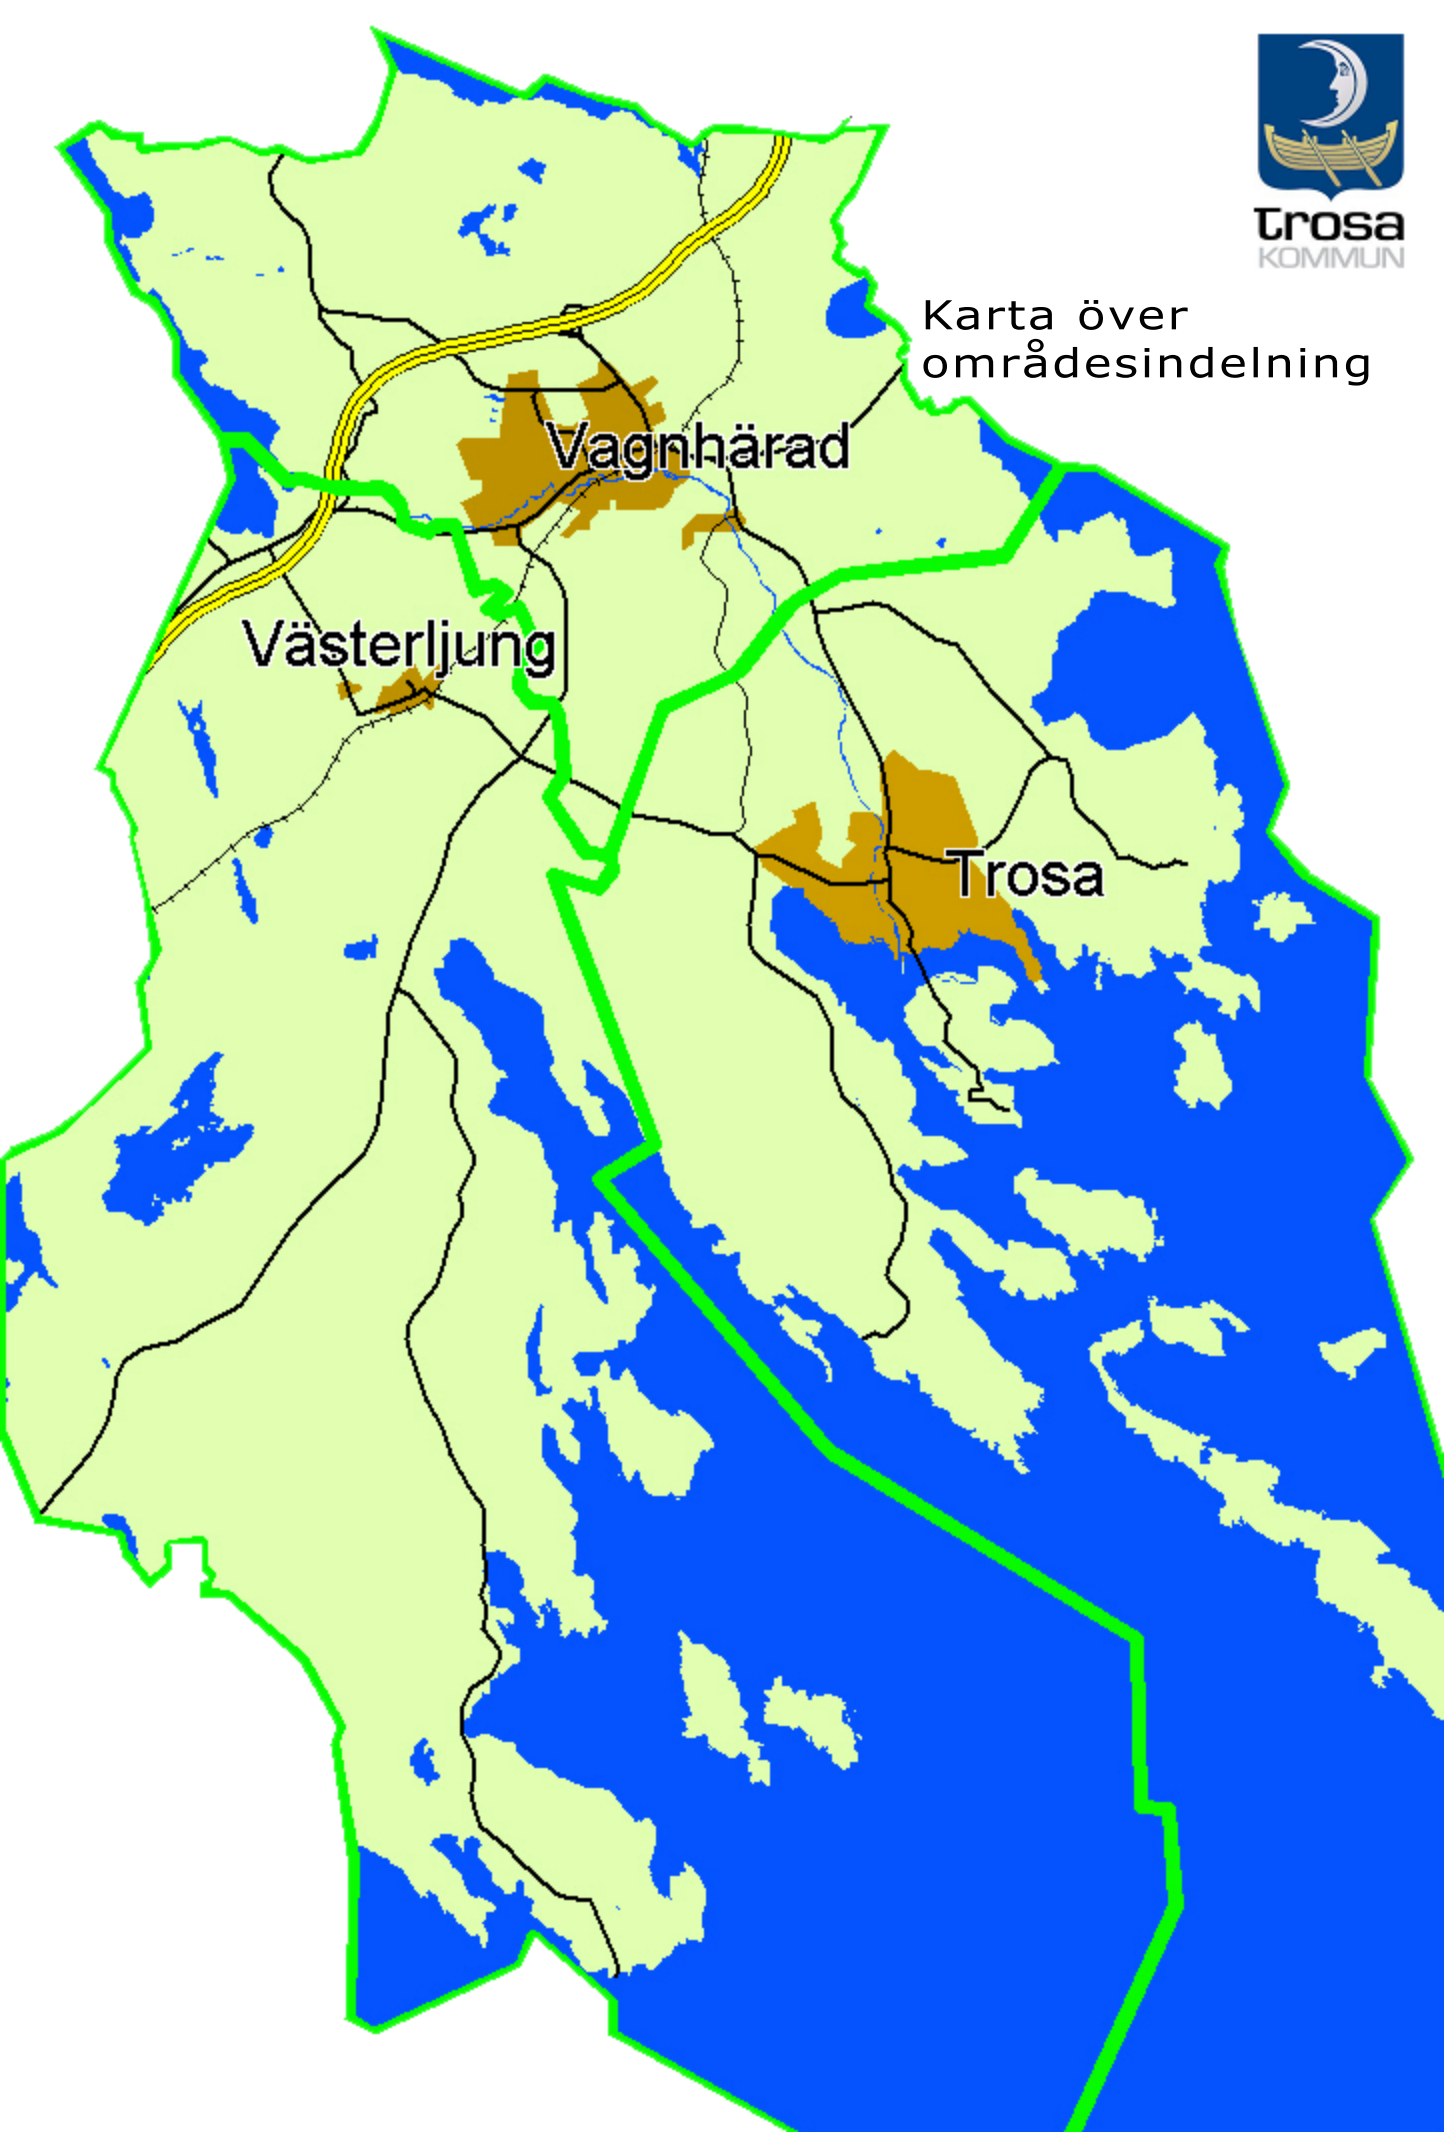 trosa
KOMMUN
Karta över
områdesindelning
Vagnhärad
Västerljung
Trosa